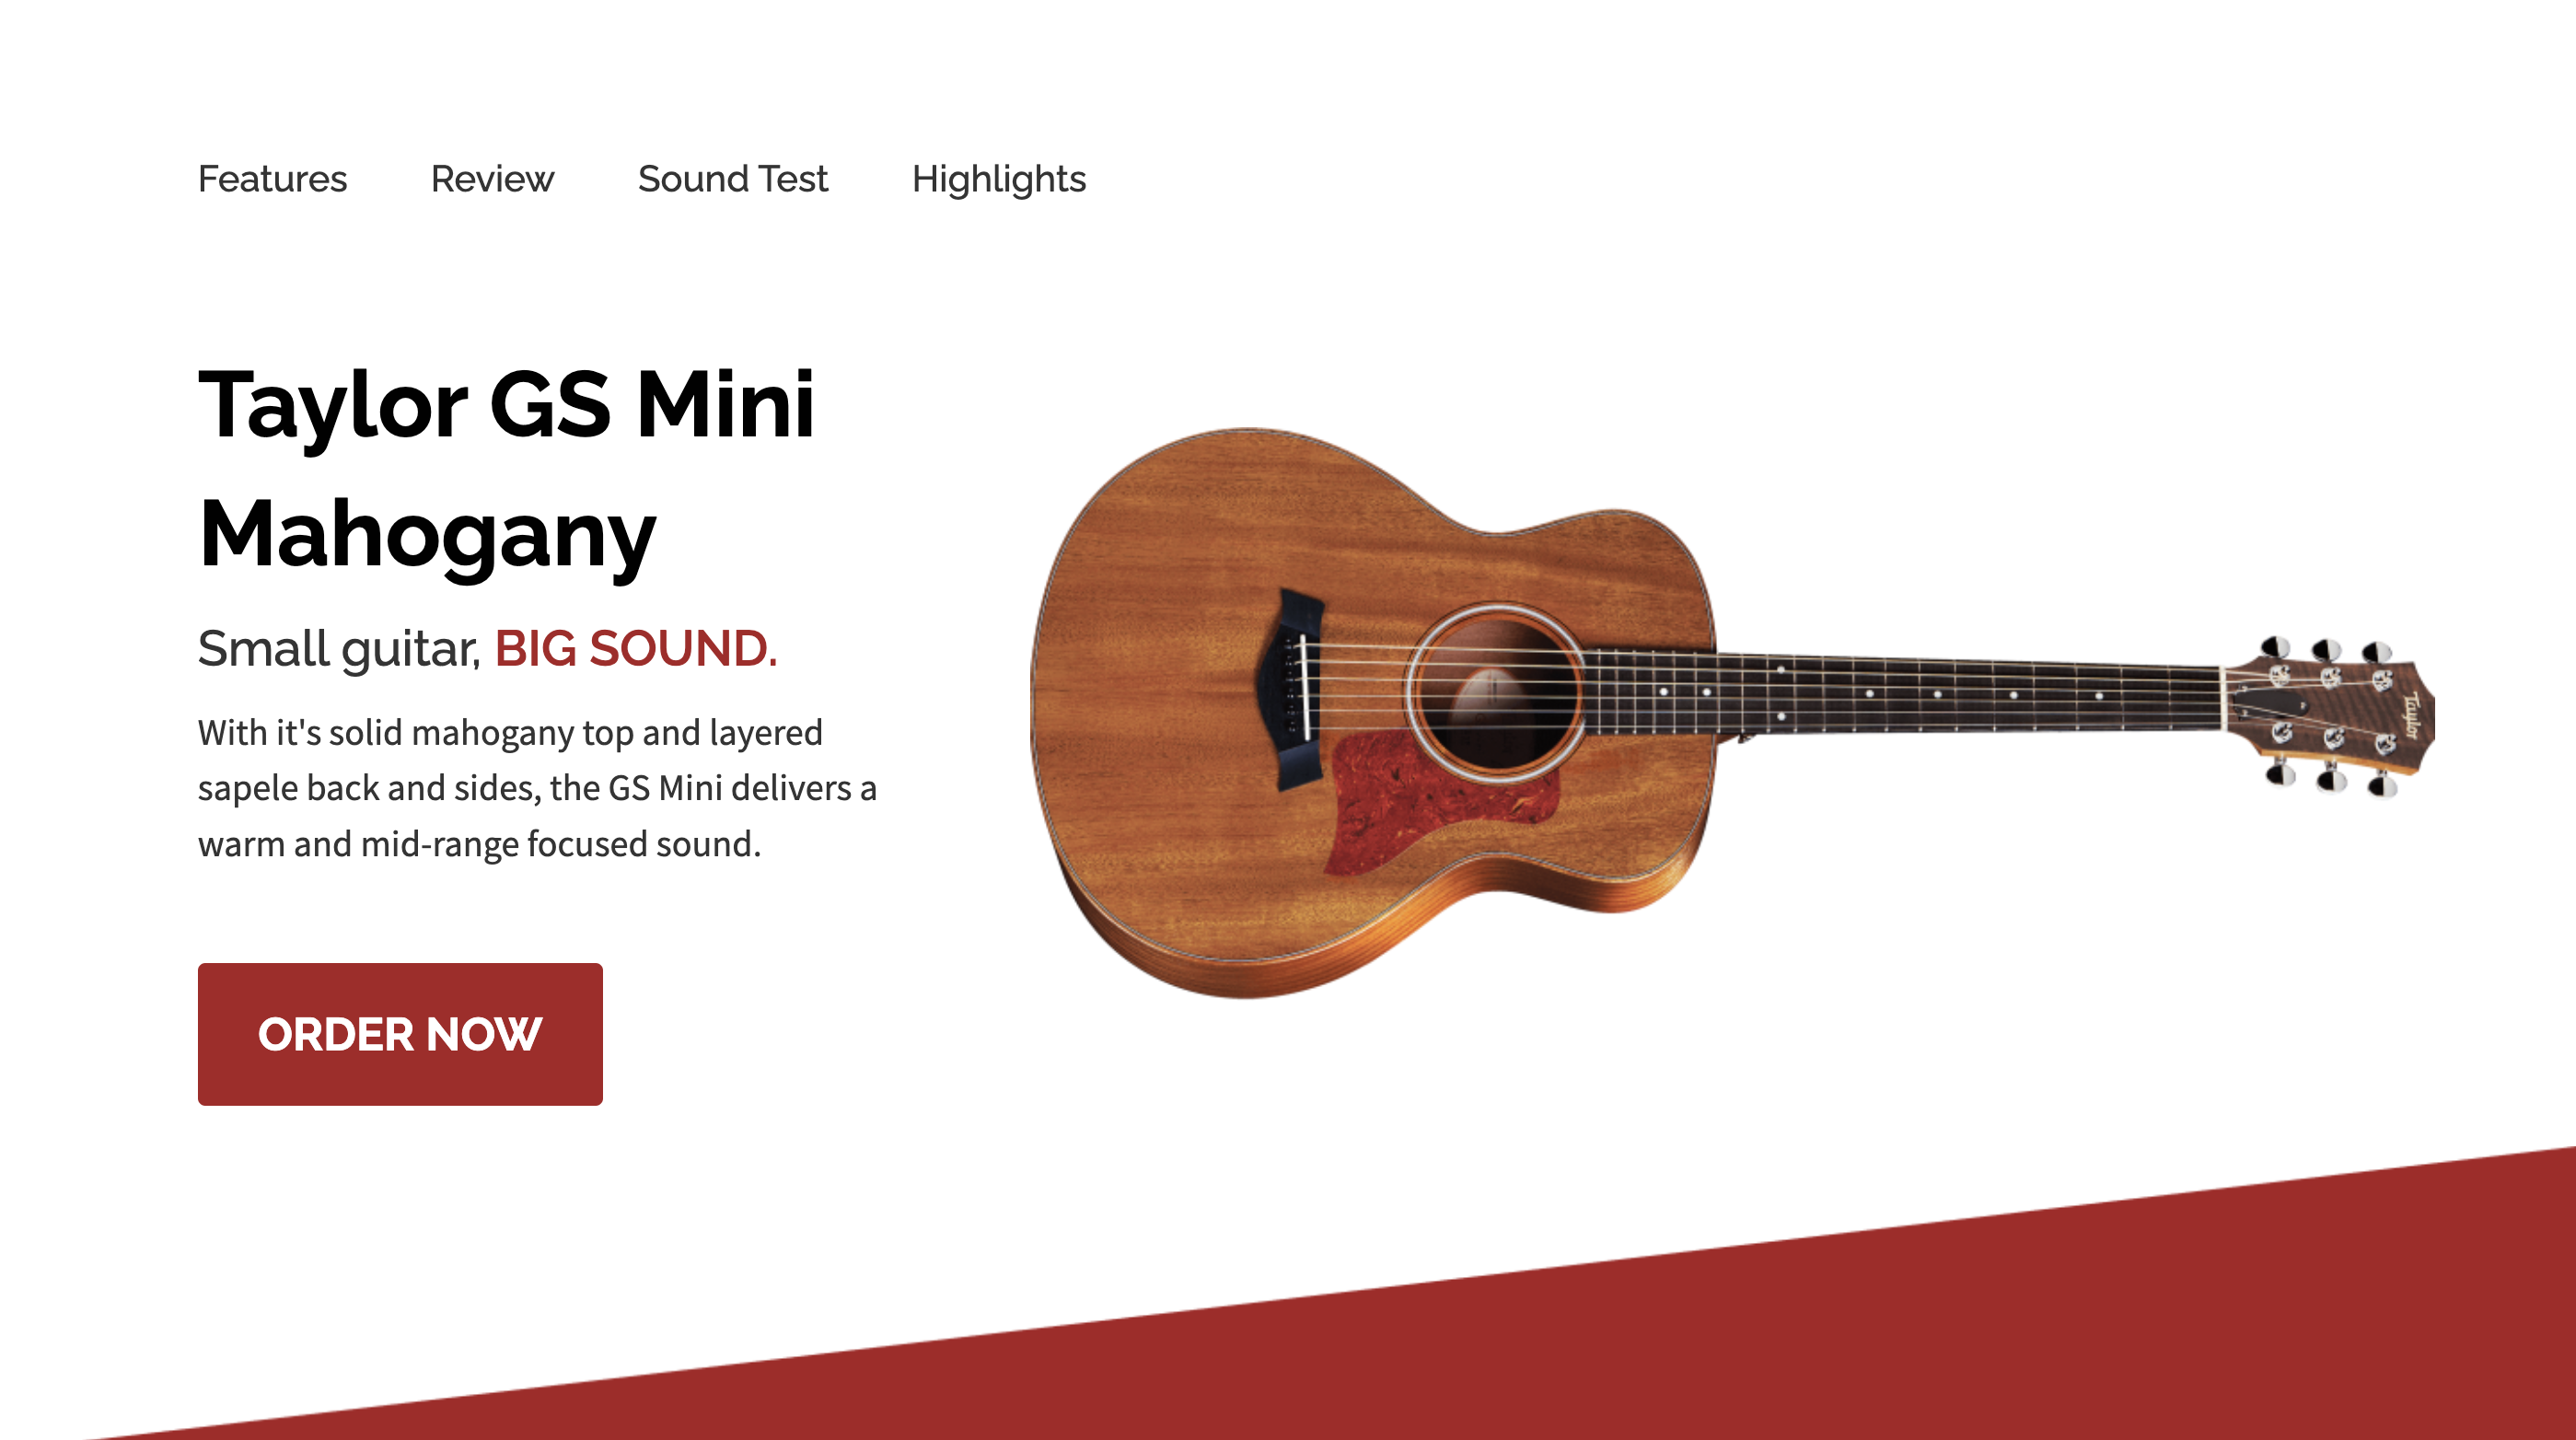 Features Review Sound Test Highlights
Taylor GS Mini
Mahogany
Small guitar, BIG SOUND.
With it's solid mahogany top and layered
sapele back and sides, the GS Mini delivers a
warm and mid-range focused sound.
Taylor
ORDER NOW